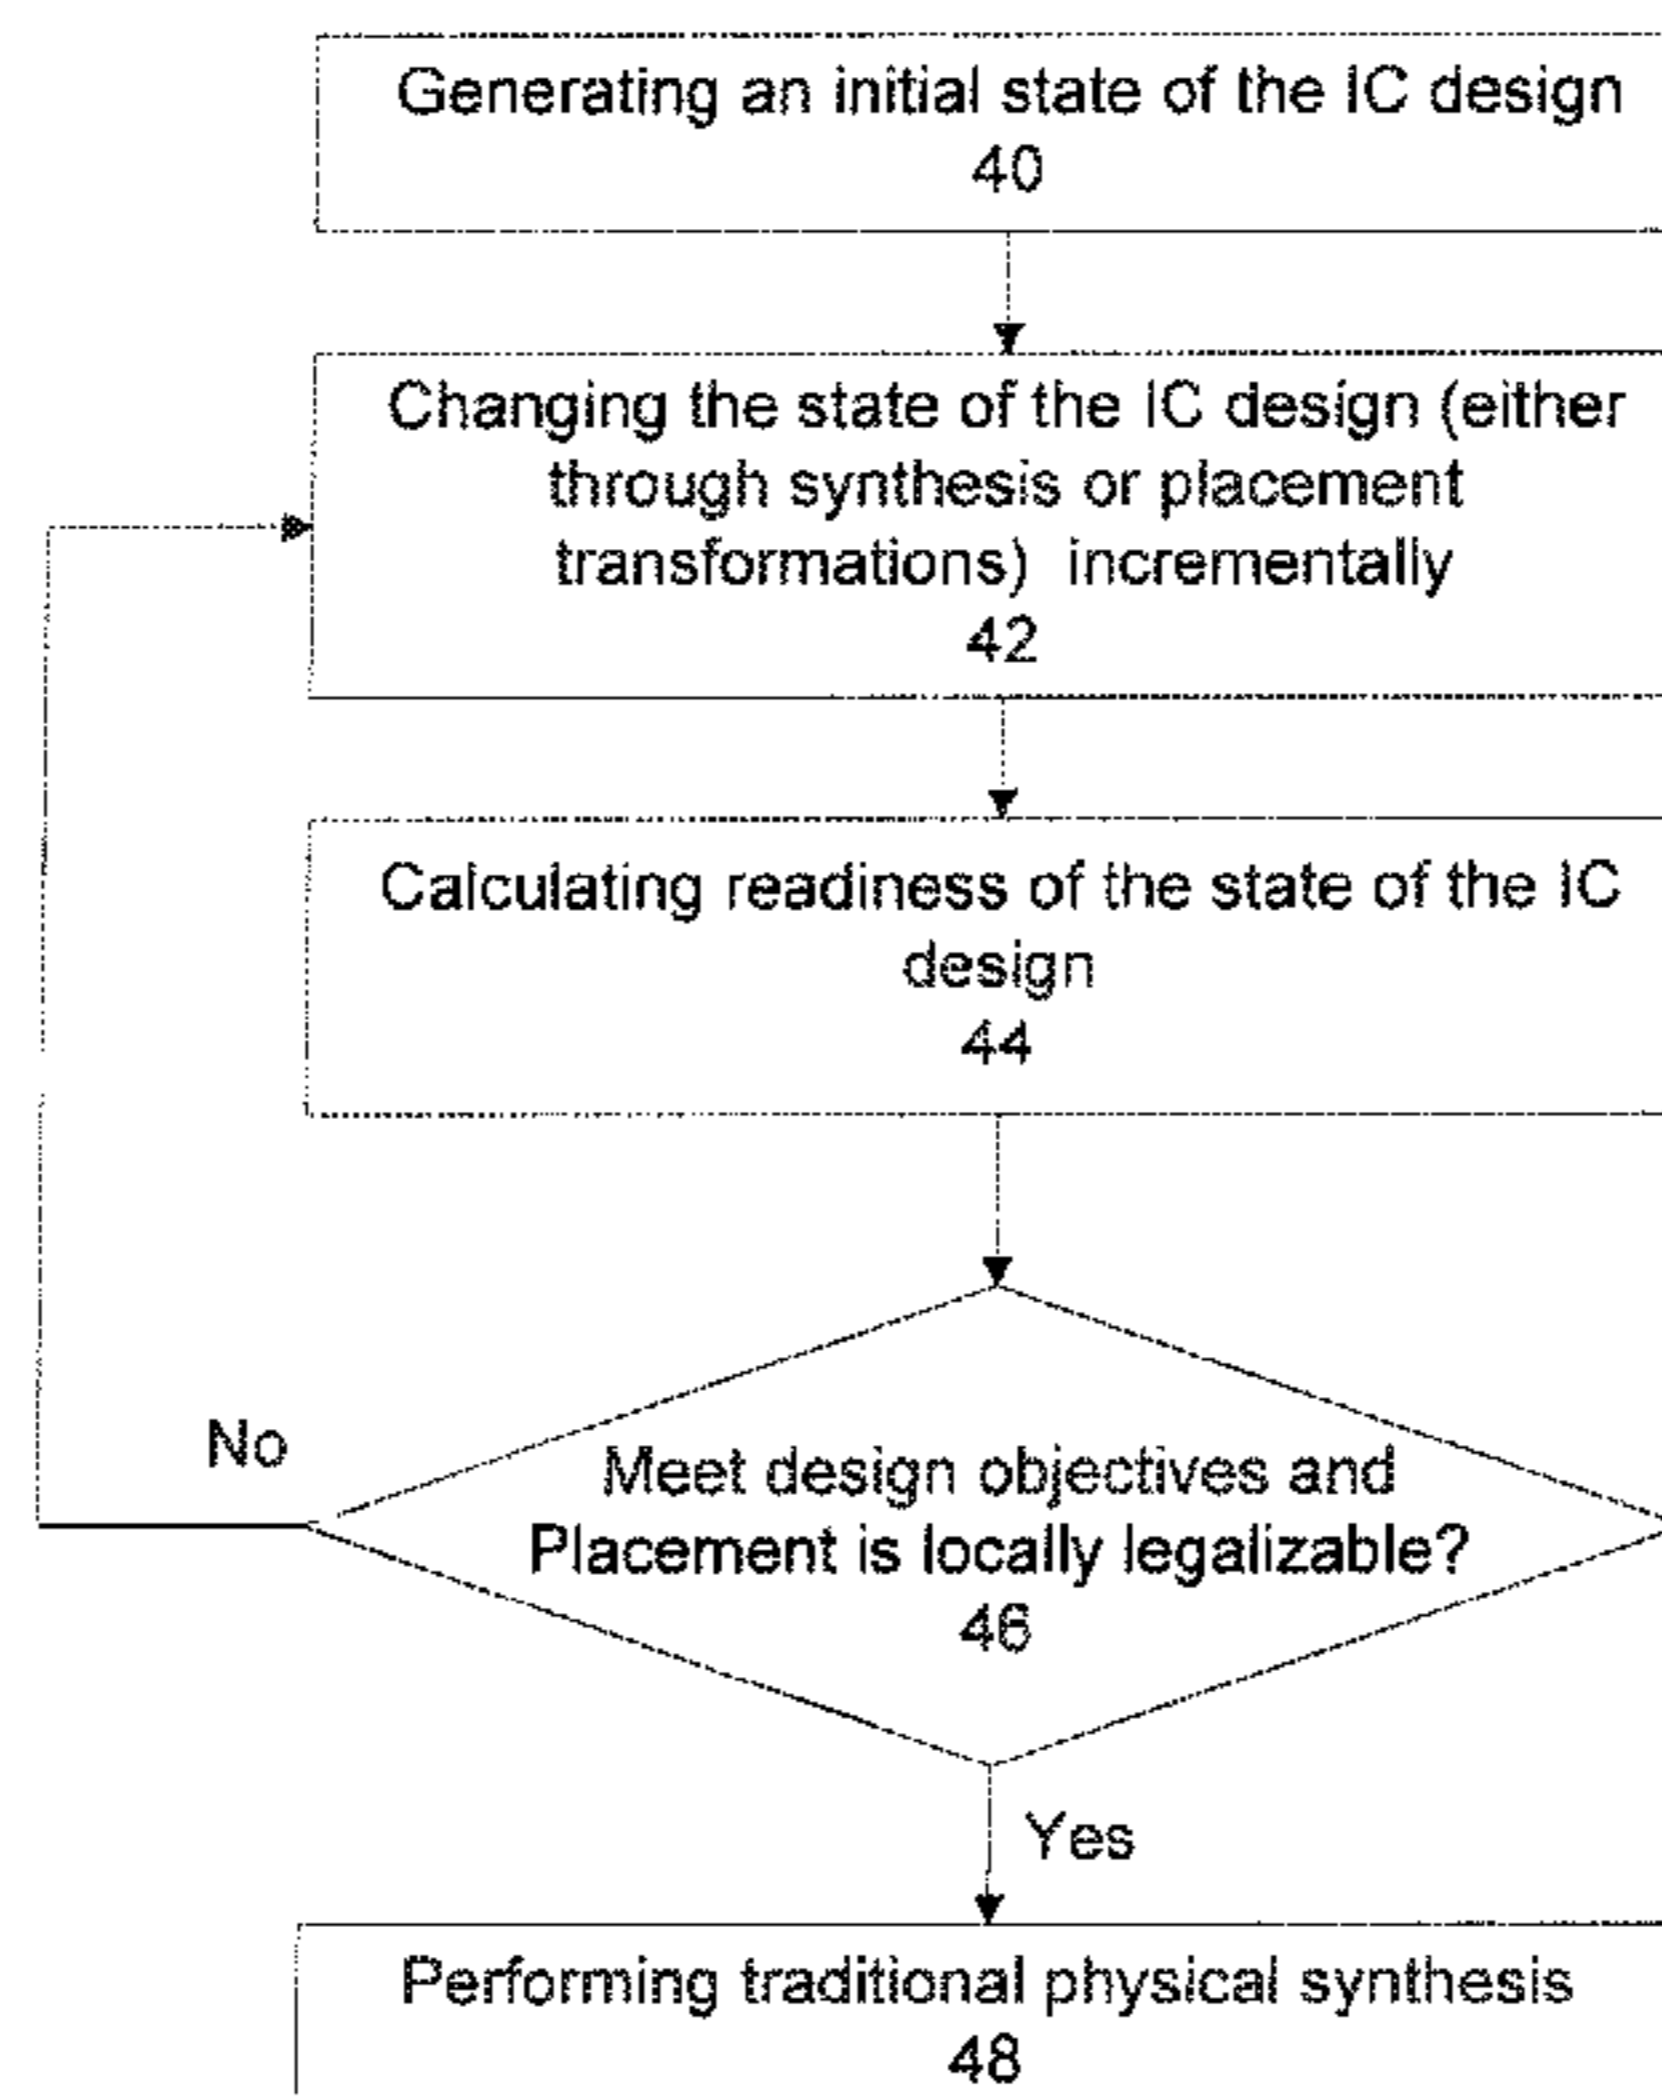 Generating an initial state of the IC design
40
Changing the state of the IC design (either
through synthesis or placement
transformations) incrementally
42
Calculating readiness of the state of the IC
design
44
No
Meet design objectives and
Placement is locally legalizable?
46
Yes
Performing traditional physical synthesis
48